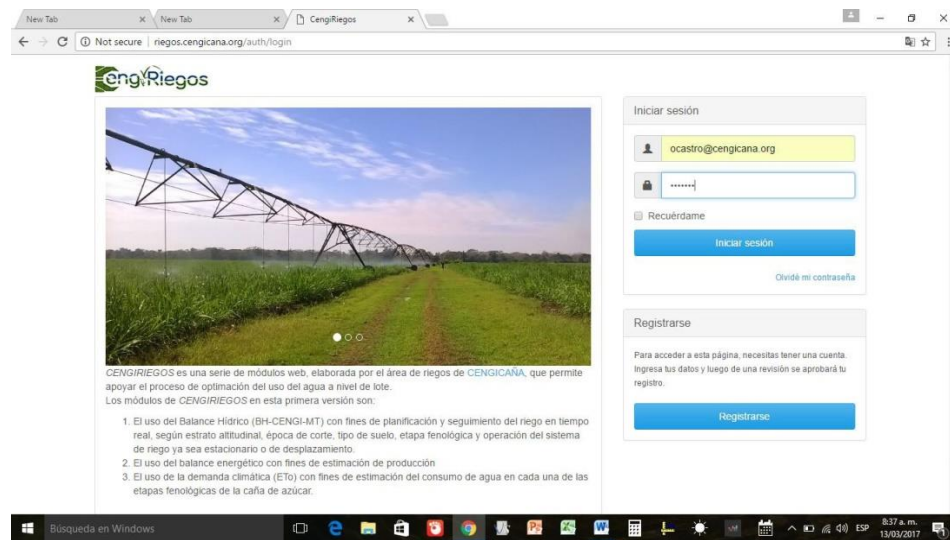 New Tab
New Tab
CengiRiegos
Not secure | riegos.cengicana.org/auth/login
CengiRiegos
Iniciar sesión
ocastro@cengicana.org
•••••••
Recuérdame
Iniciar sesión
Olvidé mi contraseña
CENGIRIEGOS es una serie de módulos web, elaborada por el área de riegos de CENGICAÑA, que permite
apoyar el proceso de optimación del uso del agua a nivel de lote.
Los módulos de CENGIRIEGOS en esta primera versión son:
1. El uso del Balance Hídrico (BH-CENGI-MT) con fines de planificación y seguimiento del riego en tiempo
real, según estrato altitudinal, época de corte, tipo de suelo, etapa fenológica y operación del sistema
de riego ya sea estacionario o de desplazamiento.
2. El uso del balance energético con fines de estimación de producción
3. El uso de la demanda climática (ETo) con fines de estimación del consumo de agua en cada una de las
etapas fenológicas de la caña de azúcar.
Registrarse
Para acceder a esta página, necesitas tener una cuenta.
Ingresa tus datos y luego de una revisión se aprobará tu
registro.
Registrarse
Búsqueda en Windows
ESP
8:37 a. m.
13/03/2017